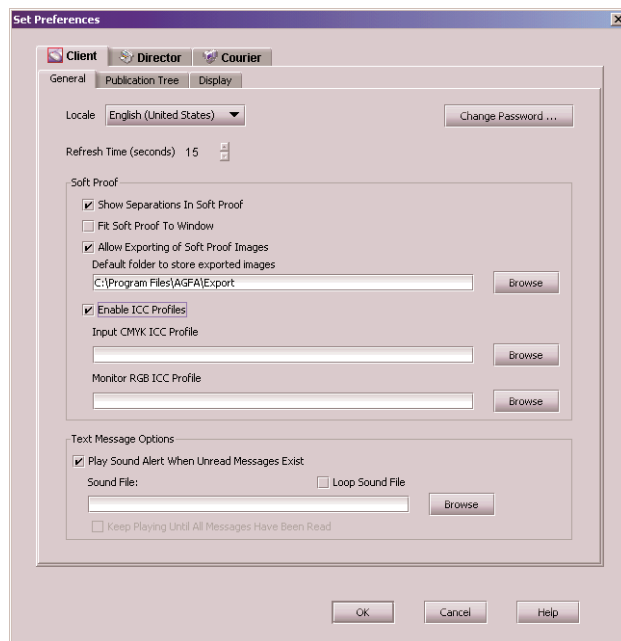 Set Preferences
Client Director Courier
General Publication Tree Display
Locale English (United States) Change Password ...
Refresh Time (seconds) 15
Soft Proof
Show Separations In Soft Proof
Fit Soft Proof To Window
Allow Exporting of Soft Proof Images
Default folder to store exported images
C:\Program Files\AGFA\Export Browse
Enable ICC Profiles
Input CMYK ICC Profile
Browse
Monitor RGB ICC Profile
Browse
Text Message Options
Play Sound Alert When Unread Messages Exist
Sound File: Loop Sound File
Browse
Keep Playing Until All Messages Have Been Read
OK Cancel Help